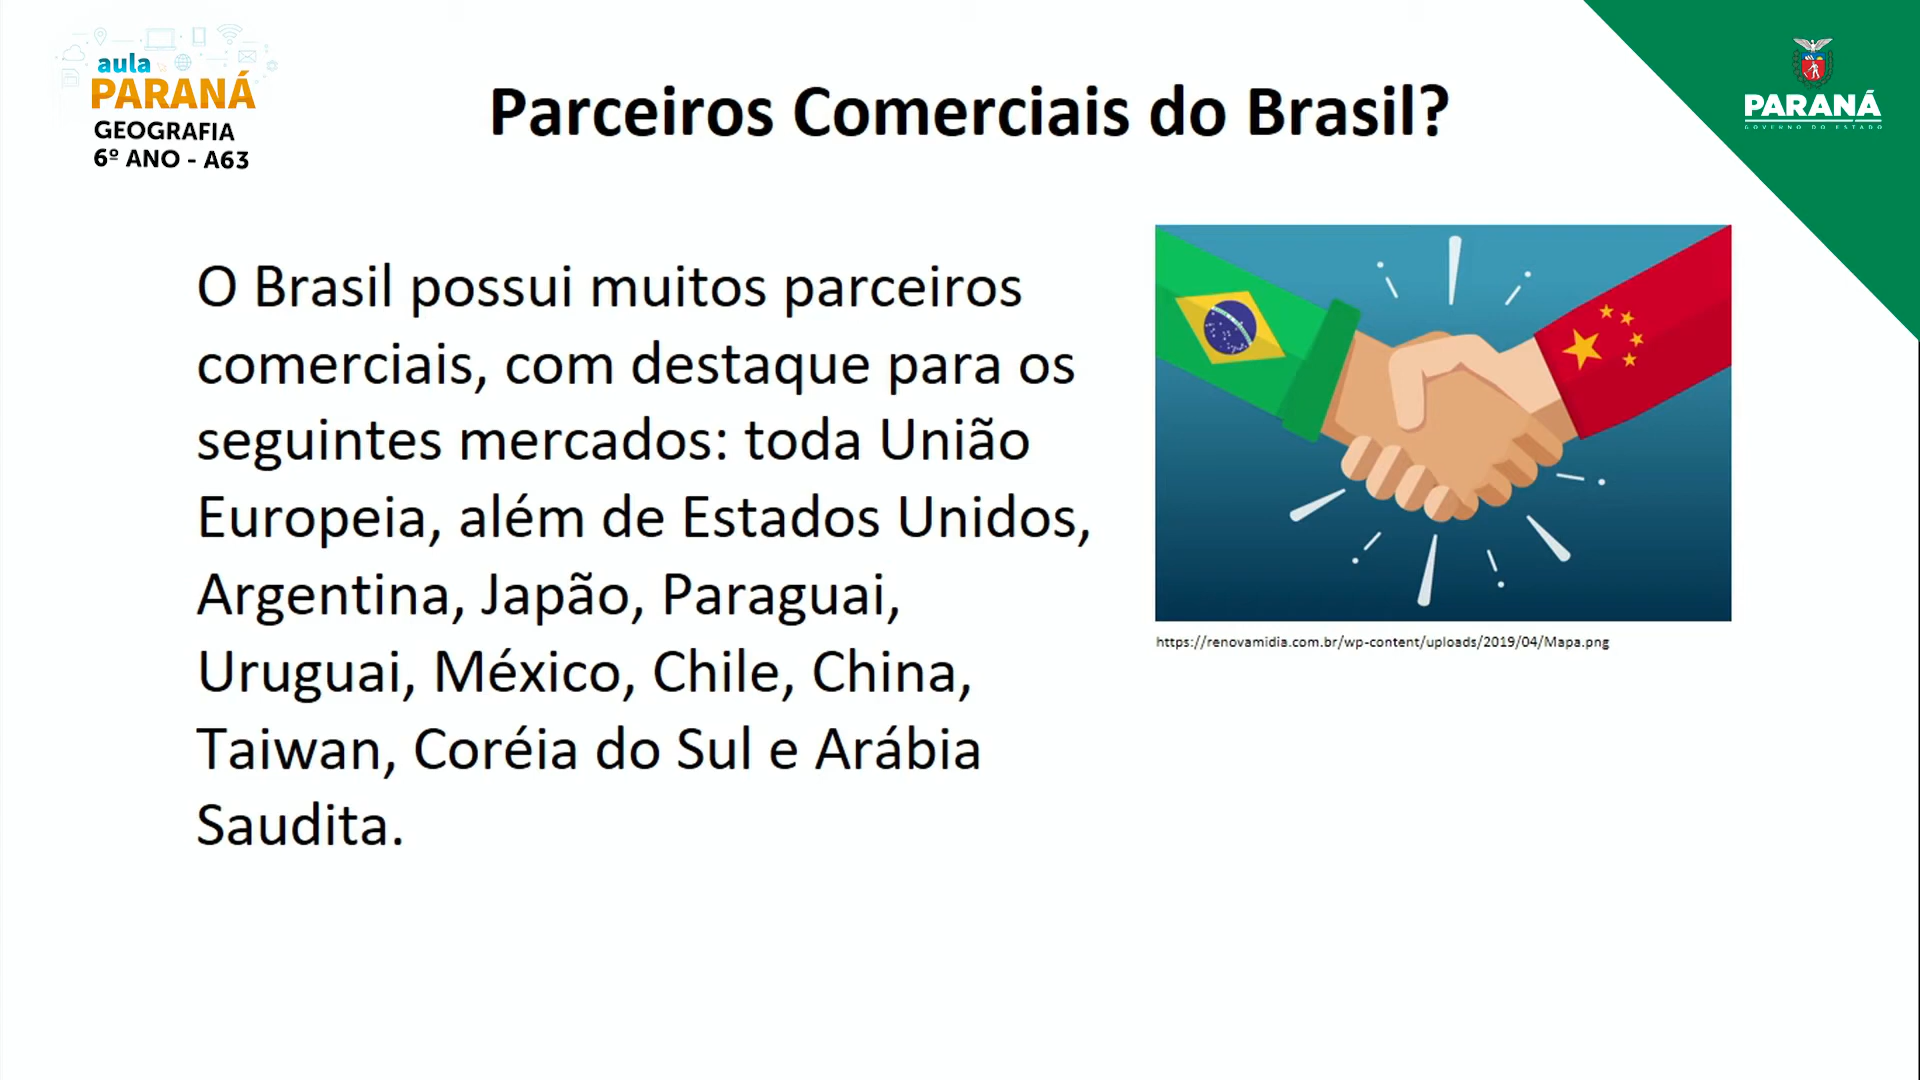 aula
PARANÁ
GEOGRAFIA
6º ANO - A63
Parceiros Comerciais do Brasil?
PARANÁ
GOVERNO DO ESTADO
O Brasil possui muitos parceiros
comerciais, com destaque para os
seguintes mercados: toda União
Europeia, além de Estados Unidos,
Argentina, Japão, Paraguai,
Uruguai, México, Chile, China,
Taiwan, Coréia do Sul e Arábia
Saudita.
https://renovamidia.com.br/wp-content/uploads/2019/04/Mapa.png